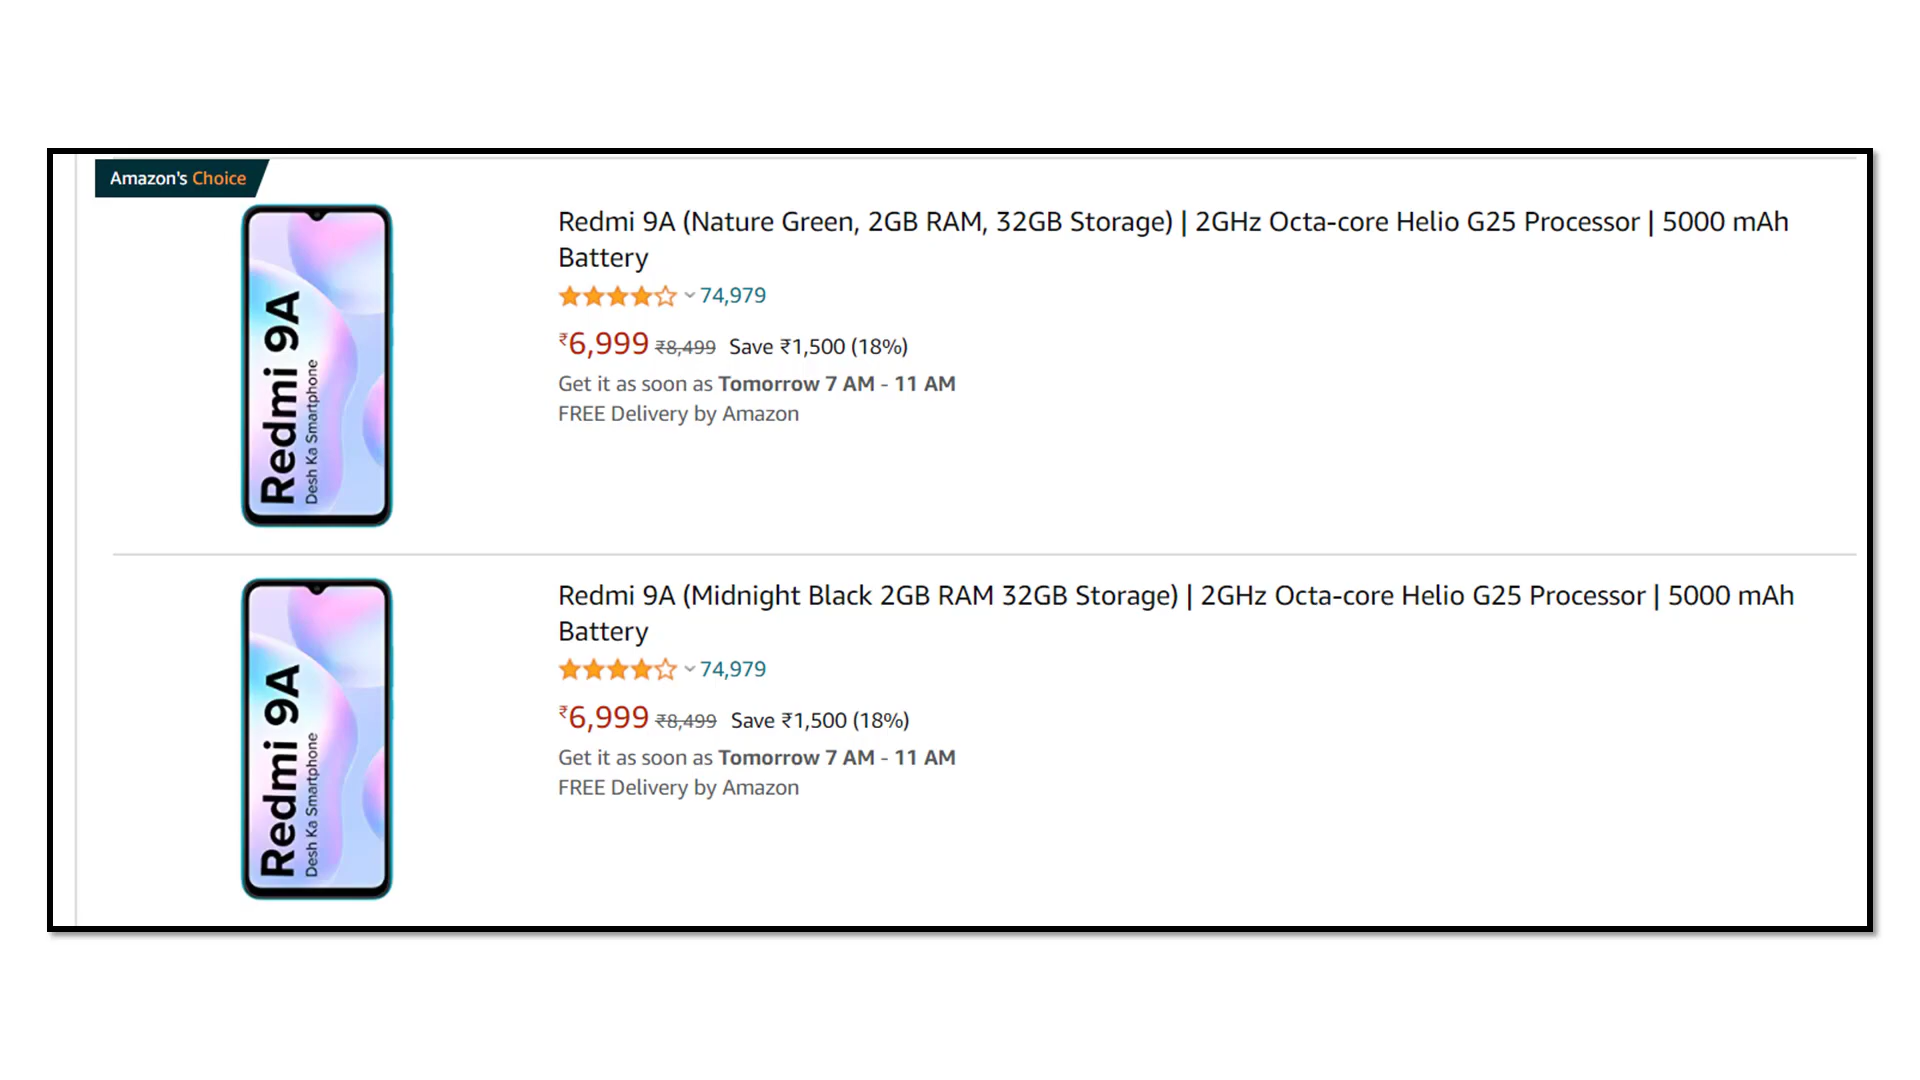 Amazon's Choice
Redmi 9A
Desh Ka Smartphone
Redmi 9A (Nature Green, 2GB RAM, 32GB Storage) | 2GHz Octa-core Helio G25 Processor | 5000 mAh
Battery
74,979
₹6,999 ₹8,499 Save ₹1,500 (18%)
Get it as soon as Tomorrow 7 AM - 11 AM
FREE Delivery by Amazon
Redmi 9A
Desh Ka Smartphone
Redmi 9A (Midnight Black 2GB RAM 32GB Storage) | 2GHz Octa-core Helio G25 Processor | 5000 mAh
Battery
74,979
₹6,999 ₹8,499 Save ₹1,500 (18%)
Get it as soon as Tomorrow 7 AM - 11 AM
FREE Delivery by Amazon